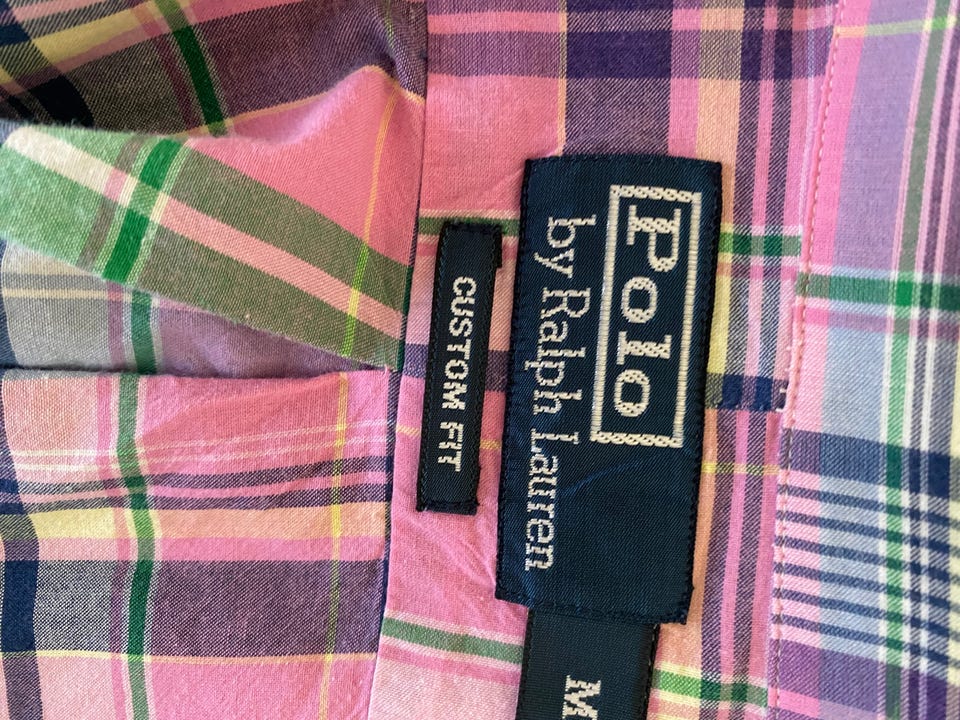 Polo
by Ralph Lauren
CUSTOM FIT
M